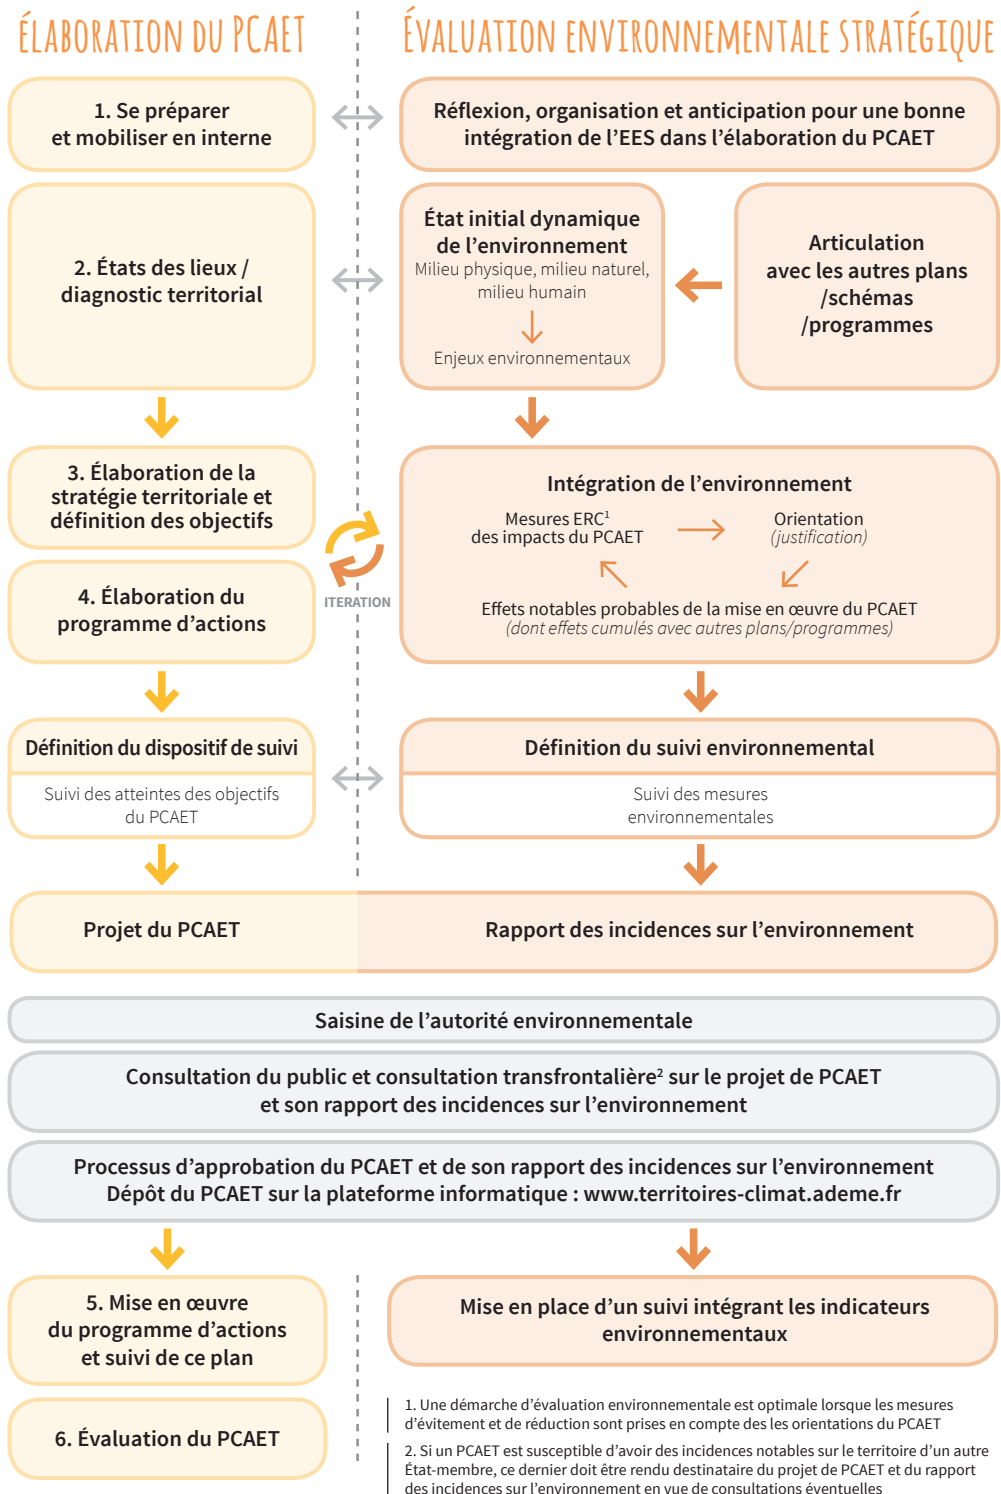 ÉLABORATION DU PCAET
ÉVALUATION ENVIRONNEMENTALE STRATÉGIQUE
1. Se préparer
et mobiliser en interne
Réflexion, organisation et anticipation pour une bonne
intégration de l’EES dans l’élaboration du PCAET
2. États des lieux /
diagnostic territorial
État initial dynamique
de l’environnement
Milieu physique, milieu naturel,
milieu humain
Enjeux environnementaux
Articulation
avec les autres plans
/schémas
/programmes
3. Élaboration de la
stratégie territoriale et
définition des objectifs
4. Élaboration du
programme d’actions
ITERATION
Intégration de l’environnement
Mesures ERC¹
des impacts du PCAET
Orientation
(justification)
Effets notables probables de la mise en œuvre du PCAET
(dont effets cumulés avec autres plans/programmes)
Définition du dispositif de suivi
Suivi des atteintes des objectifs
du PCAET
Définition du suivi environnemental
Suivi des mesures
environnementales
Projet du PCAET
Rapport des incidences sur l’environnement
Saisine de l’autorité environnementale
Consultation du public et consultation transfrontalière² sur le projet de PCAET
et son rapport des incidences sur l’environnement
Processus d’approbation du PCAET et de son rapport des incidences sur l’environnement
Dépôt du PCAET sur la plateforme informatique : www.territoires-climat.ademe.fr
5. Mise en œuvre
du programme d’actions
et suivi de ce plan
Mise en place d’un suivi intégrant les indicateurs
environnementaux
6. Évaluation du PCAET
1. Une démarche d’évaluation environnementale est optimale lorsque les mesures
d’évitement et de réduction sont prises en compte des les orientations du PCAET
2. Si un PCAET est susceptible d’avoir des incidences notables sur le territoire d’un autre
État-membre, ce dernier doit être rendu destinataire du projet de PCAET et du rapport
des incidences sur l’environnement en vue de consultations éventuelles